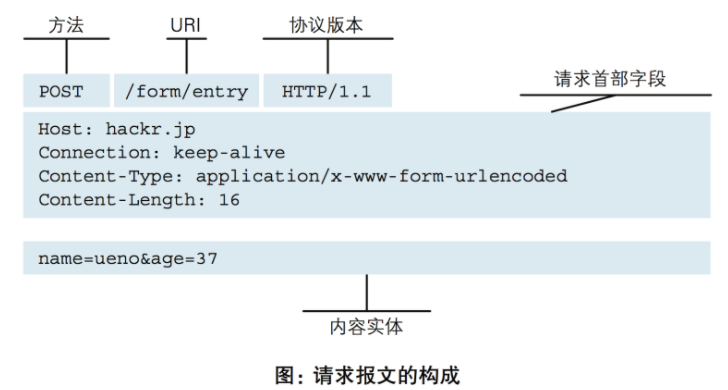 方法 URI 协议版本
请求首部字段
POST /form/entry HTTP/1.1
Host: hackr.jp
Connection: keep-alive
Content-Type: application/x-www-form-urlencoded
Content-Length: 16
name=ueno&age=37
内容实体
图：请求报文的构成